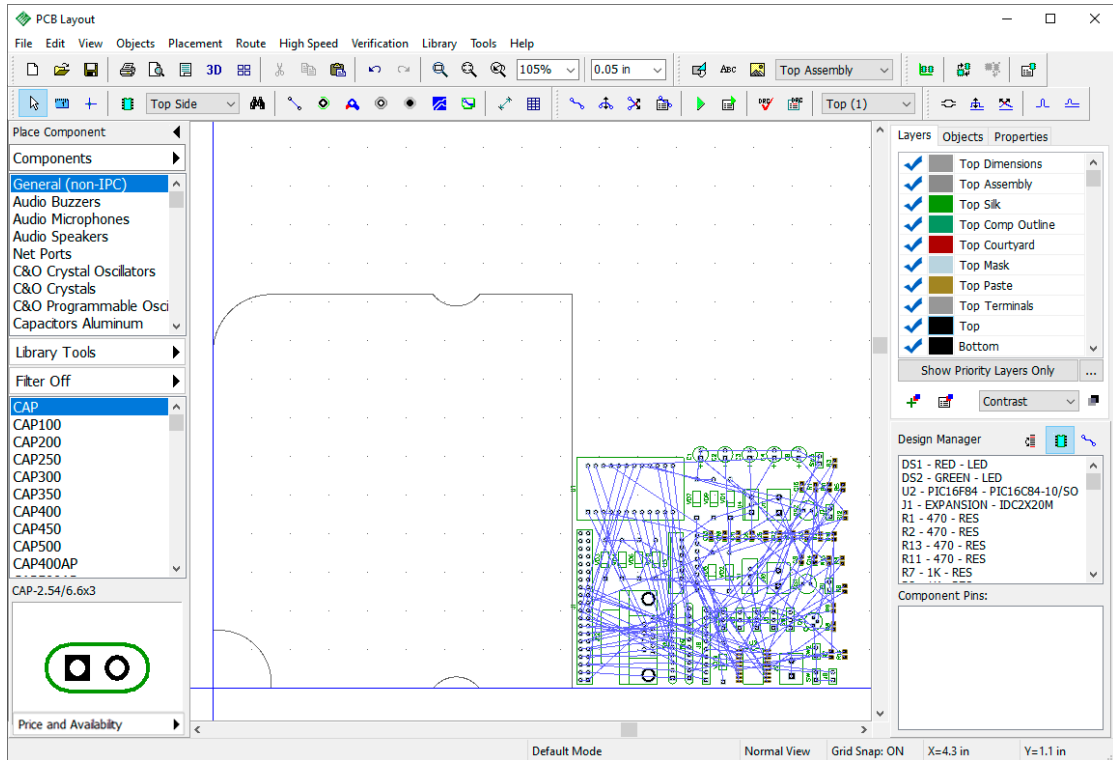 PCB Layout
File Edit View Objects Placement Route High Speed Verification Library Tools Help
3D 105% 0.05 in ABC Top Assembly
Top Side Top (1)
Place Component
Components
General (non-IPC)
Audio Buzzers
Audio Microphones
Audio Speakers
Net Ports
C&O Crystal Oscillators
C&O Crystals
C&O Programmable Osci
Capacitors Aluminum
Library Tools
Filter Off
CAP
CAP100
CAP200
CAP250
CAP300
CAP350
CAP400
CAP450
CAP500
CAP400AP
CAP-2.54/6.6x3
Price and Availability
Layers Objects Properties
Top Dimensions
Top Assembly
Top Silk
Top Comp Outline
Top Courtyard
Top Mask
Top Paste
Top Terminals
Top
Bottom
Show Priority Layers Only ...
Contrast
Design Manager
DS1 - RED - LED
DS2 - GREEN - LED
U2 - PIC16F84 - PIC16C84-10/SO
J1 - EXPANSION - IDC2X20M
R1 - 470 - RES
R2 - 470 - RES
R13 - 470 - RES
R11 - 470 - RES
R7 - 1K - RES
Component Pins:
Default Mode Normal View Grid Snap: ON X=4.3 in Y=1.1 in